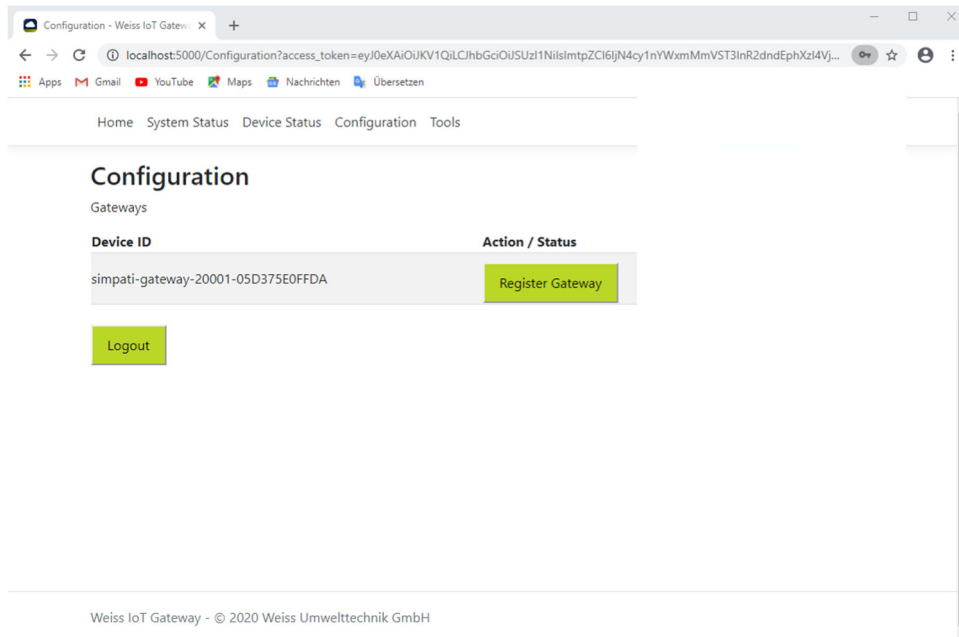 Configuration - Weiss IoT Gatew
localhost:5000/Configuration?access_token=eyJ0eXAiOiJKV1QiLCJhbGciOiJSUzI1NiIsImtpZCI6IjN4cy1nYWxmMmVST3lnR2dndEphXzI4Vj...
Apps Gmail YouTube Maps Nachrichten Übersetzen
Home System Status Device Status Configuration Tools
Configuration
Gateways
Device ID Action / Status
simpati-gateway-20001-05D375E0FFDA Register Gateway
Logout
Weiss IoT Gateway - © 2020 Weiss Umwelttechnik GmbH